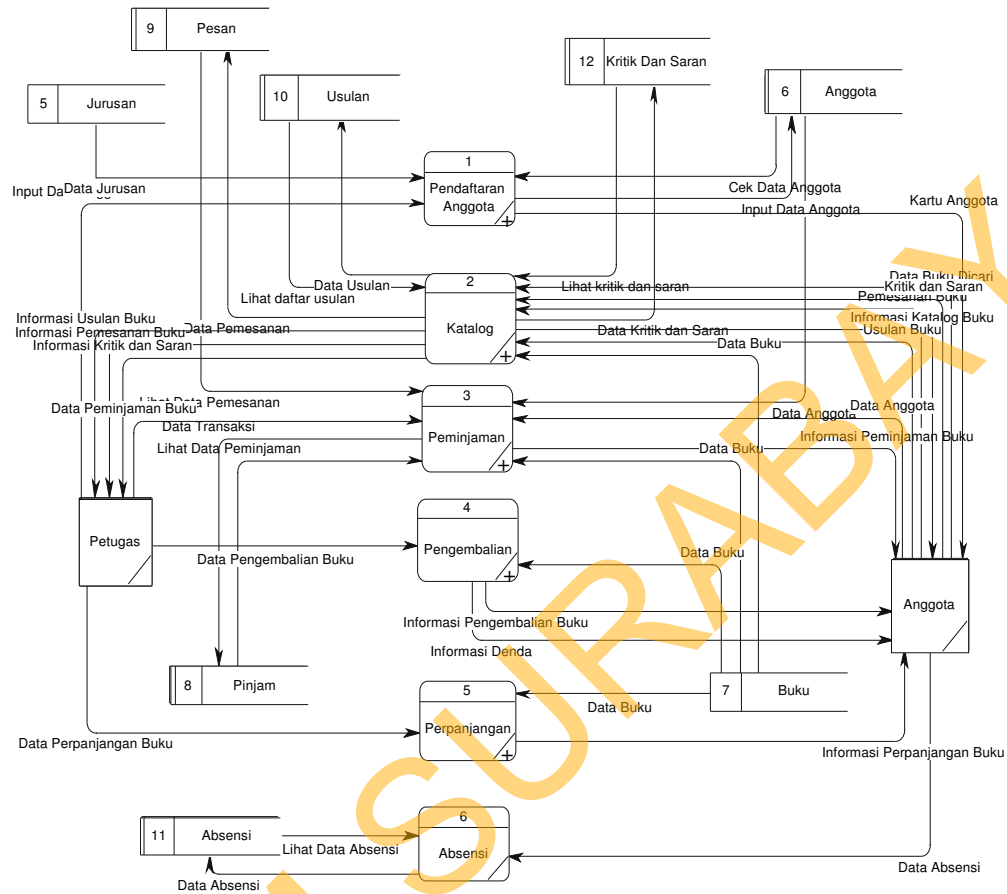 9 Pesan
12 Kritik Dan Saran
5 Jurusan
10 Usulan
6 Anggota
1
Pendaftaran
Anggota
Input Da
Data Jurusan
Cek Data Anggota
Kartu Anggota
Input Data Anggota
2
Katalog
Data Usulan
Lihat daftar usulan
Lihat kritik dan saran
Data Buku Dicari
Kritik dan Saran
Pemesanan Buku
Informasi Katalog Buku
Usulan Buku
Informasi Usulan Buku
Informasi Pemesanan Buku
Data Pemesanan
Informasi Kritik dan Saran
Data Kritik dan Saran
Data Buku
3
Peminjaman
Lihat Data Pemesanan
Data Peminjaman Buku
Data Transaksi
Lihat Data Peminjaman
Data Anggota
Data Anggota
Informasi Peminjaman Buku
Data Buku
4
Pengembalian
Petugas
Data Pengembalian Buku
Data Buku
Anggota
Informasi Pengembalian Buku
Informasi Denda
8 Pinjam
5
Perpanjangan
7 Buku
Data Buku
Data Perpanjangan Buku
Informasi Perpanjangan Buku
6
Absensi
11 Absensi
Lihat Data Absensi
Data Absensi
Data Absensi
SURABAY